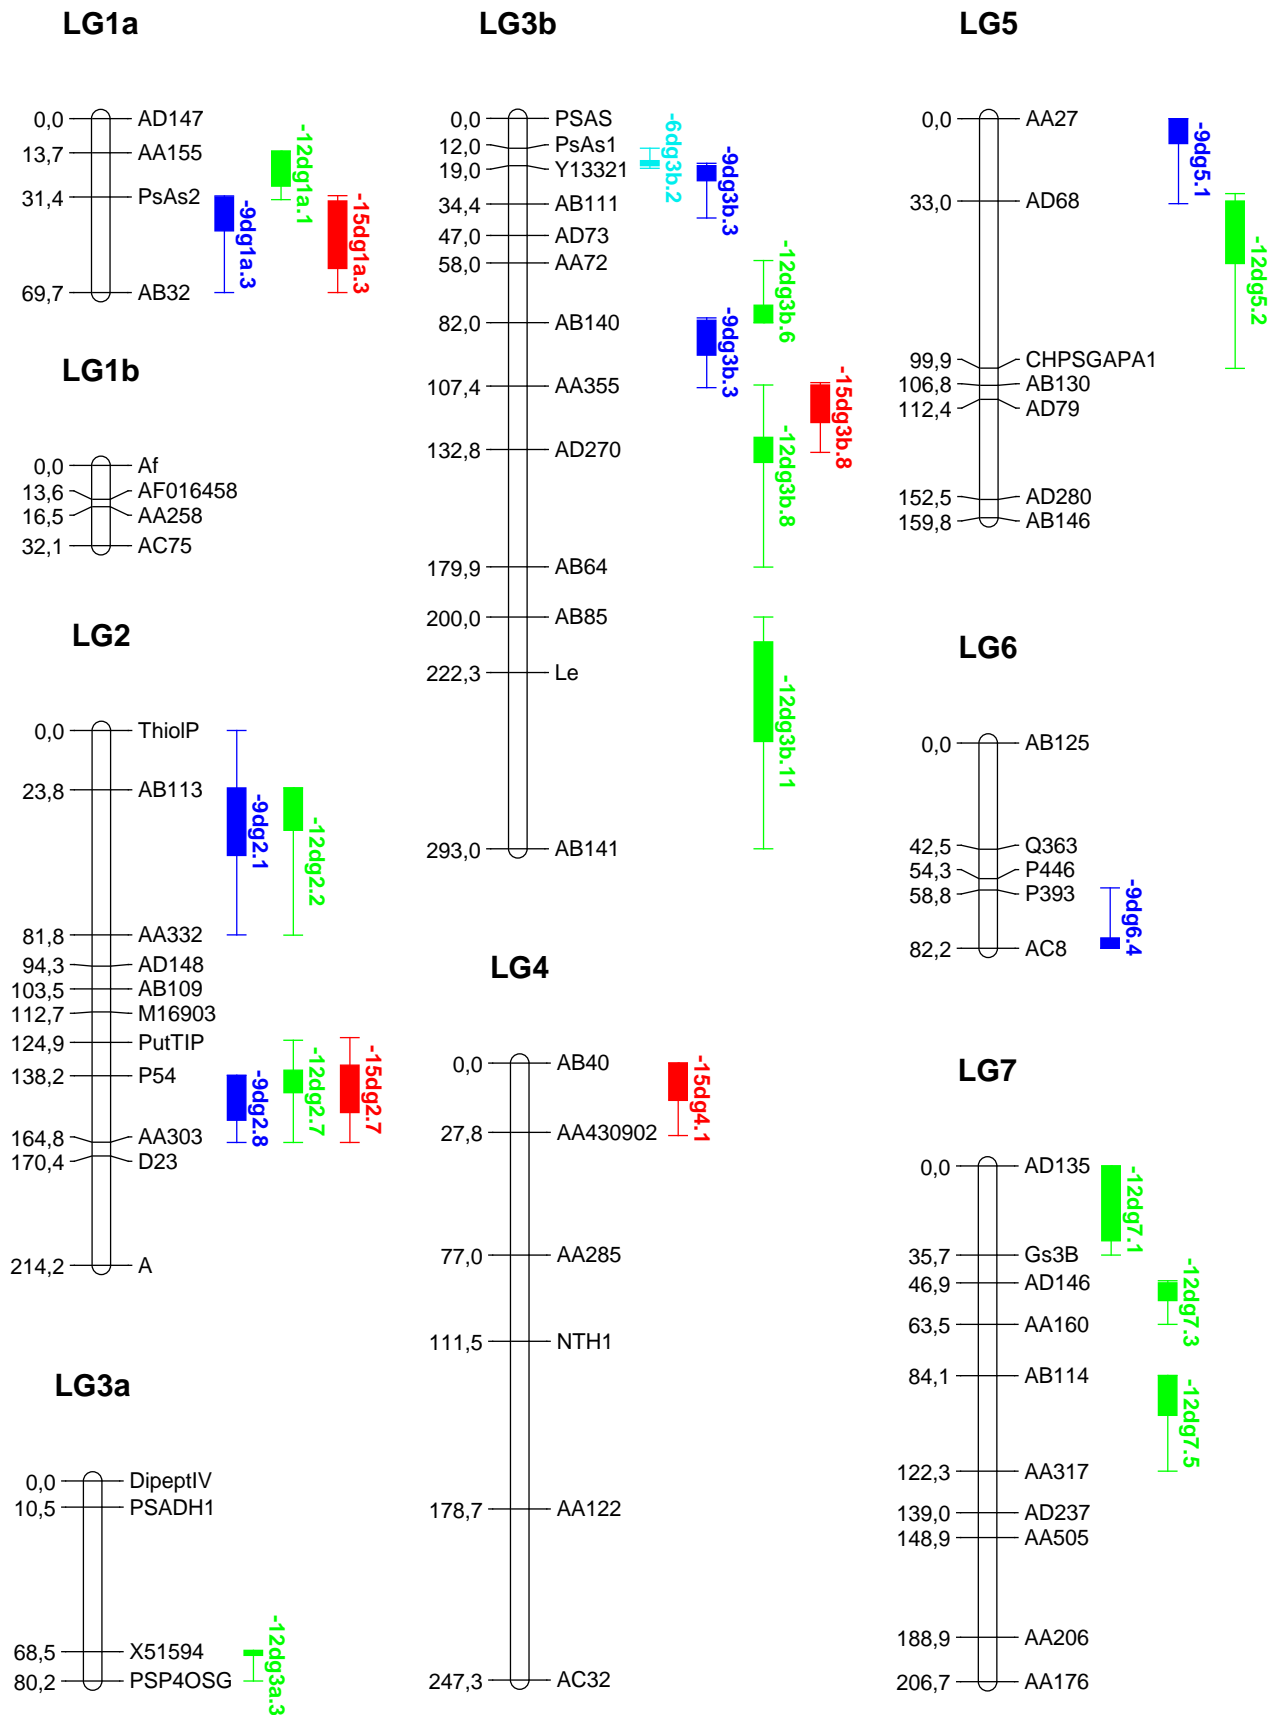 LG1a
0,0 AD147
13,7 AA155
31,4 PsAs2
69,7 AB32
-12dg1a.1
-9dg1a.3
-15dg1a.3
LG1b
0,0 Af
13,6 AF016458
16,5 AA258
32,1 AC75
LG2
0,0 ThiolP
23,8 AB113
81,8 AA332
94,3 AD148
103,5 AB109
112,7 M16903
124,9 PutTIP
138,2 P54
164,8 AA303
170,4 D23
214,2 A
-9dg2.1
-12dg2.2
-9dg2.8
-12dg2.7
-15dg2.7
LG3a
0,0 DipeptIV
10,5 PSADH1
68,5 X51594
80,2 PSP4OSG
-12dg3a.3
LG3b
0,0 PSAS
12,0 PsAs1
19,0 Y13321
34,4 AB111
47,0 AD73
58,0 AA72
82,0 AB140
107,4 AA355
132,8 AD270
179,9 AB64
200,0 AB85
222,3 Le
293,0 AB141
-6dg3b.2
-9dg3b.3
-12dg3b.6
-9dg3b.3
-15dg3b.8
-12dg3b.8
-12dg3b.11
LG4
0,0 AB40
27,8 AA430902
77,0 AA285
111,5 NTH1
178,7 AA122
247,3 AC32
-15dg4.1
LG5
0,0 AA27
33,0 AD68
99,9 CHPSGAPA1
106,8 AB130
112,4 AD79
152,5 AD280
159,8 AB146
-9dg5.1
-12dg5.2
LG6
0,0 AB125
42,5 Q363
54,3 P446
58,8 P393
82,2 AC8
-9dg6.4
LG7
0,0 AD135
35,7 Gs3B
46,9 AD146
63,5 AA160
84,1 AB114
122,3 AA317
139,0 AD237
148,9 AA505
188,9 AA206
206,7 AA176
-12dg7.1
-12dg7.3
-12dg7.5